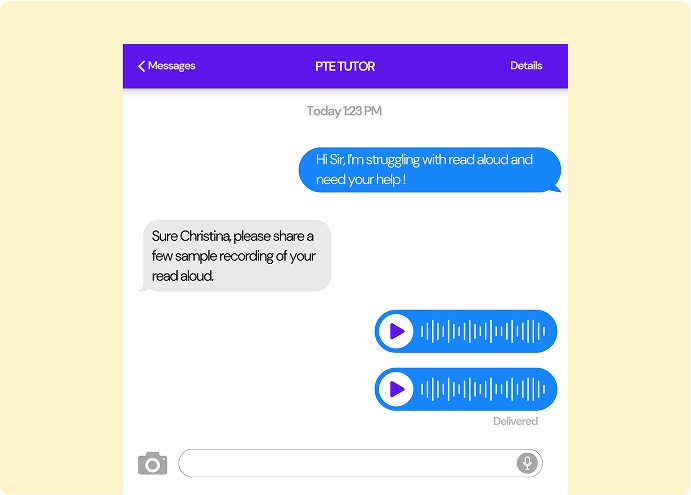 Messages
PTE TUTOR
Details
Today 1:23 PM
Hi Sir, I'm struggling with read aloud and
need your help !
Sure Christina, please share a
few sample recording of your
read aloud.
Delivered